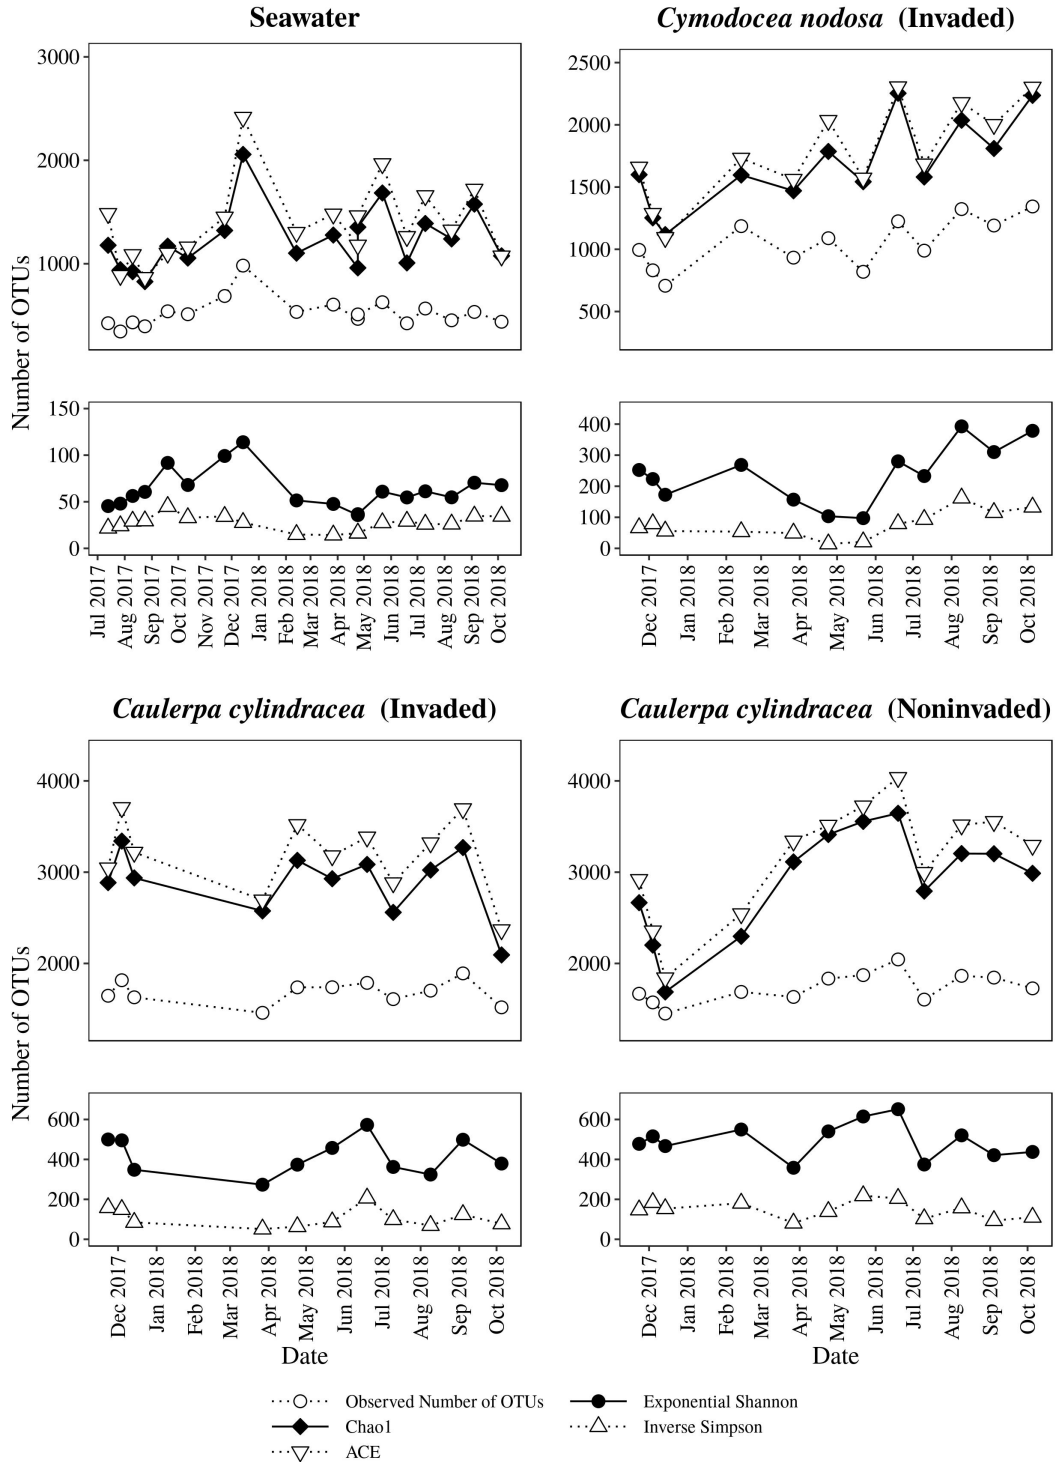 Seawater
Cymodocea nodosa (Invaded)
Number of OTUs
3000
2000
1000
2500
2000
1500
1000
500
150
100
50
0
400
300
200
100
0
Jul 2017
Aug 2017
Sep 2017
Oct 2017
Nov 2017
Dec 2017
Jan 2018
Feb 2018
Mar 2018
Apr 2018
May 2018
Jun 2018
Jul 2018
Aug 2018
Sep 2018
Oct 2018
Dec 2017
Jan 2018
Feb 2018
Mar 2018
Apr 2018
May 2018
Jun 2018
Jul 2018
Aug 2018
Sep 2018
Oct 2018
Caulerpa cylindracea (Invaded)
Caulerpa cylindracea (Noninvaded)
Number of OTUs
4000
3000
2000
4000
3000
2000
600
400
200
0
600
400
200
0
Dec 2017
Jan 2018
Feb 2018
Mar 2018
Apr 2018
May 2018
Jun 2018
Jul 2018
Aug 2018
Sep 2018
Oct 2018
Dec 2017
Jan 2018
Feb 2018
Mar 2018
Apr 2018
May 2018
Jun 2018
Jul 2018
Aug 2018
Sep 2018
Oct 2018
Date
Date
Observed Number of OTUs
Chao1
ACE
Exponential Shannon
Inverse Simpson